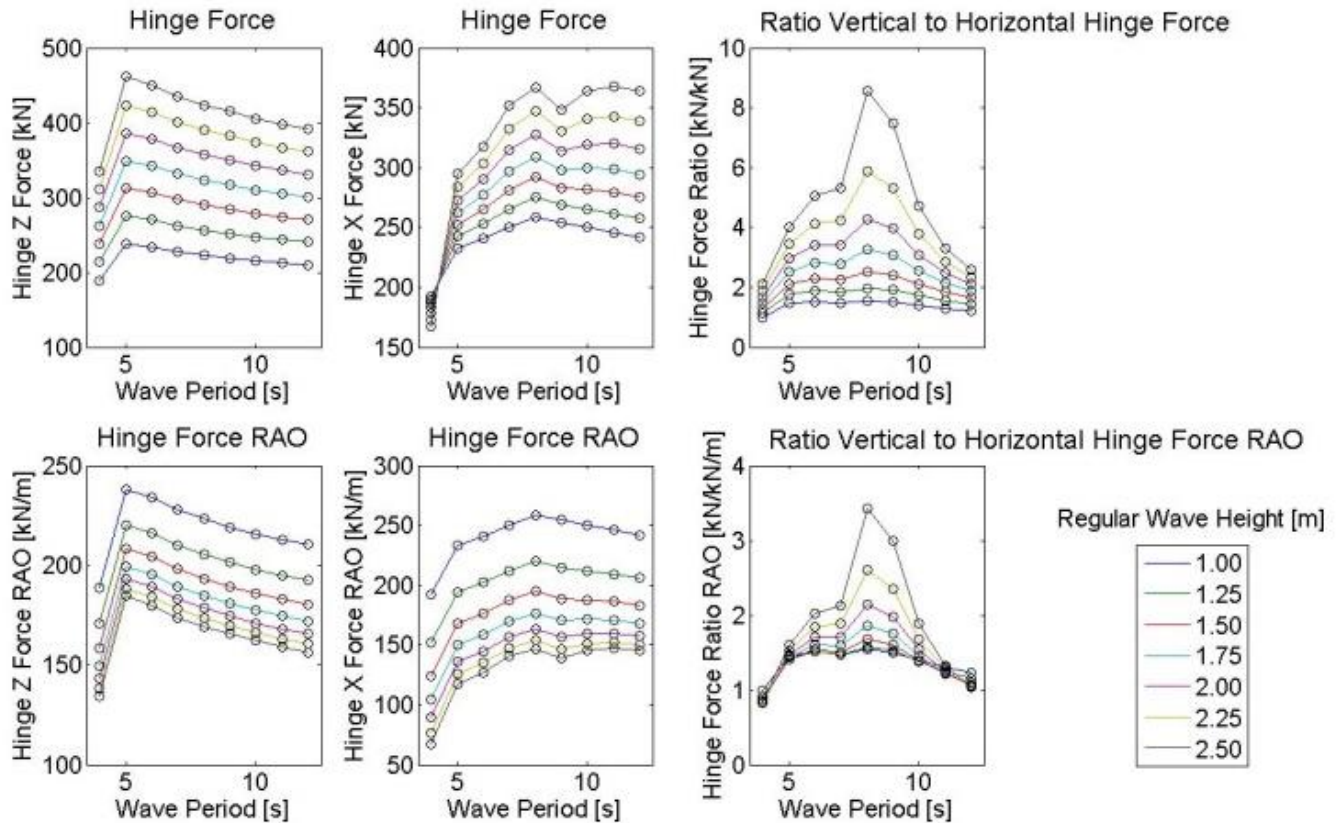 Hinge Force
Hinge Z Force [kN]
500
400
300
200
100
5
10
Wave Period [s]
Hinge Force
Hinge X Force [kN]
400
350
300
250
200
150
5
10
Wave Period [s]
Ratio Vertical to Horizontal Hinge Force
Hinge Force Ratio [kN/kN]
10
8
6
4
2
0
5
10
Wave Period [s]
Hinge Force RAO
Hinge Z Force RAO [kN/m]
250
200
150
100
5
10
Wave Period [s]
Hinge Force RAO
Hinge X Force RAO [kN/m]
300
250
200
150
100
50
5
10
Wave Period [s]
Ratio Vertical to Horizontal Hinge Force RAO
Hinge Force Ratio RAO [kN/kN/m]
4
3
2
1
0
5
10
Wave Period [s]
Regular Wave Height [m]
1.00
1.25
1.50
1.75
2.00
2.25
2.50